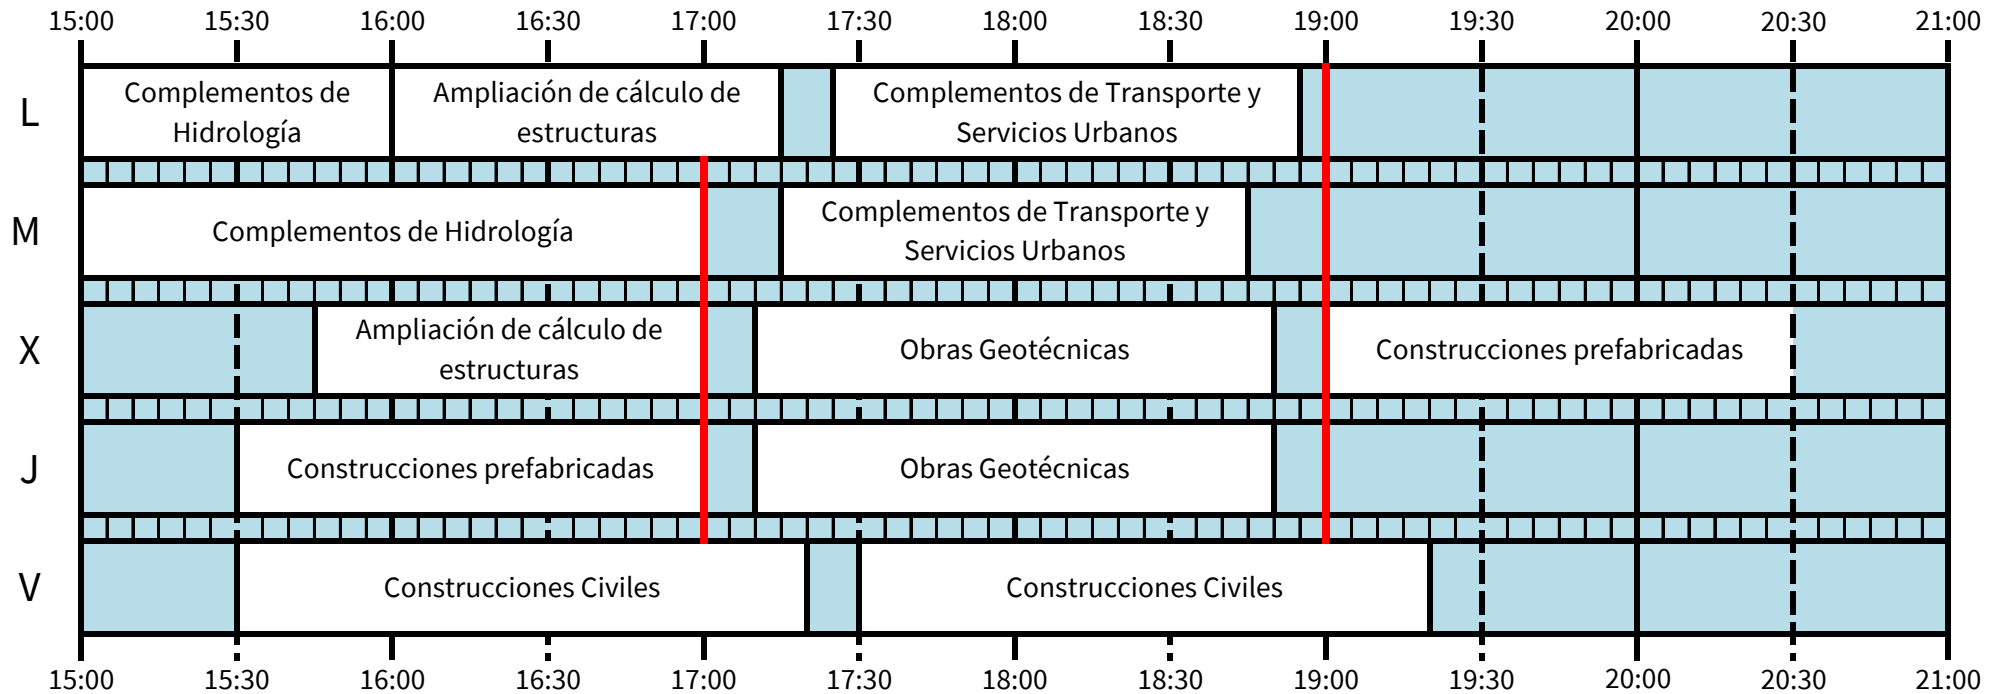 15:00 15:30 16:00 16:30 17:00 17:30 18:00 18:30 19:00 19:30 20:00 20:30 21:00
L
Complementos de
Hidrología
Ampliación de cálculo de
estructuras
Complementos de Transporte y
Servicios Urbanos
M
Complementos de Hidrología
Complementos de Transporte y
Servicios Urbanos
X
Ampliación de cálculo de
estructuras
Obras Geotécnicas
Construcciones prefabricadas
J
Construcciones prefabricadas
Obras Geotécnicas
V
Construcciones Civiles
Construcciones Civiles
15:00 15:30 16:00 16:30 17:00 17:30 18:00 18:30 19:00 19:30 20:00 20:30 21:00